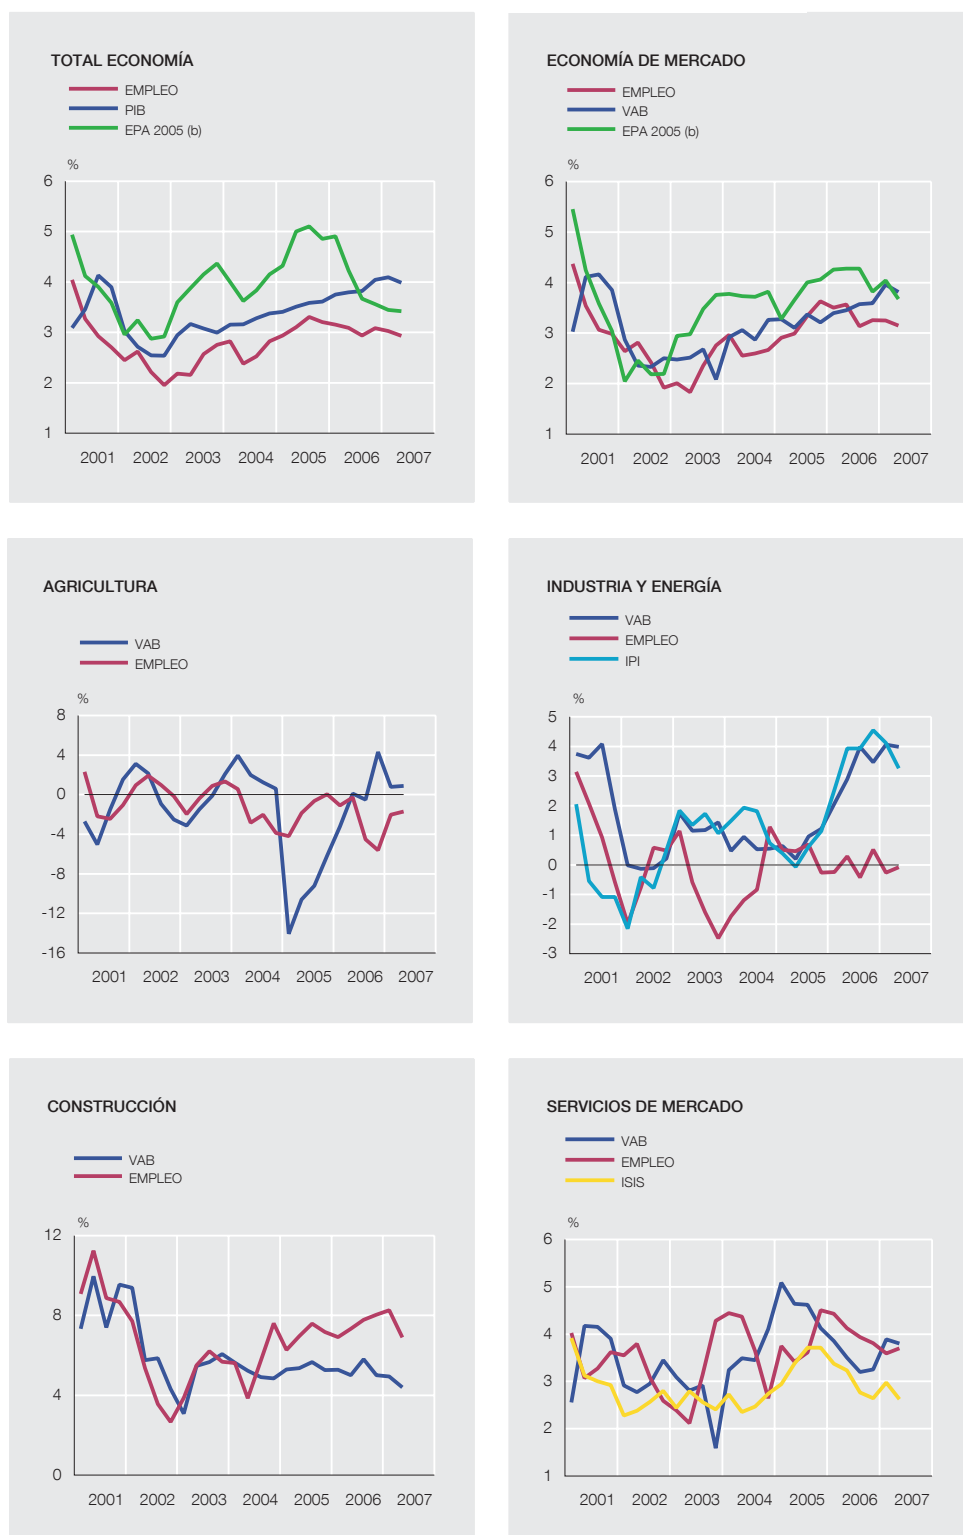 TOTAL ECONOMÍA
EMPLEO
PIB
EPA 2005 (b)
%
6
5
4
3
2
1
2001 2002 2003 2004 2005 2006 2007
ECONOMÍA DE MERCADO
EMPLEO
VAB
EPA 2005 (b)
%
6
5
4
3
2
1
2001 2002 2003 2004 2005 2006 2007
AGRICULTURA
VAB
EMPLEO
%
8
4
0
-4
-8
-12
-16
2001 2002 2003 2004 2005 2006 2007
INDUSTRIA Y ENERGÍA
VAB
EMPLEO
IPI
%
5
4
3
2
1
0
-1
-2
-3
2001 2002 2003 2004 2005 2006 2007
CONSTRUCCIÓN
VAB
EMPLEO
%
12
8
4
0
2001 2002 2003 2004 2005 2006 2007
SERVICIOS DE MERCADO
VAB
EMPLEO
ISIS
%
6
5
4
3
2
1
2001 2002 2003 2004 2005 2006 2007